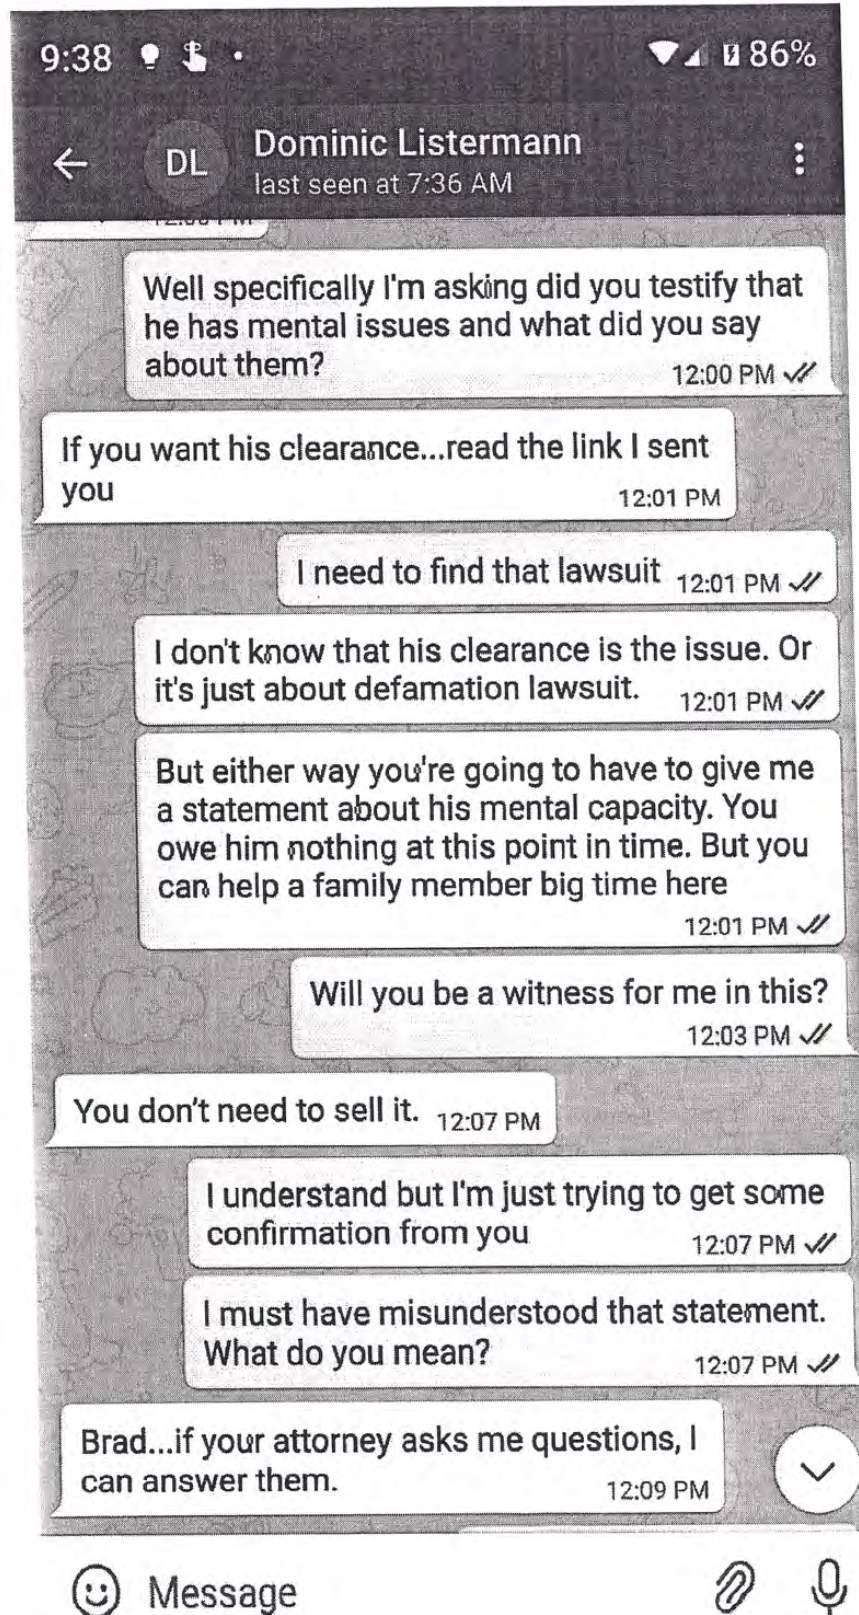 9:38 86%
DL Dominic Listermann
last seen at 7:36 AM
Well specifically I'm asking did you testify that
he has mental issues and what did you say
about them? 12:00 PM
If you want his clearance...read the link I sent
you 12:01 PM
I need to find that lawsuit 12:01 PM
I don't know that his clearance is the issue. Or
it's just about defamation lawsuit. 12:01 PM
But either way you're going to have to give me
a statement about his mental capacity. You
owe him nothing at this point in time. But you
can help a family member big time here
12:01 PM
Will you be a witness for me in this?
12:03 PM
You don't need to sell it. 12:07 PM
I understand but I'm just trying to get some
confirmation from you 12:07 PM
I must have misunderstood that statement.
What do you mean? 12:07 PM
Brad...if your attorney asks me questions, I
can answer them. 12:09 PM
Message